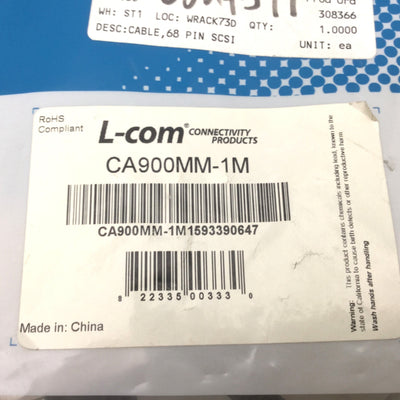 308366
WH: ST1 LOC: WRACK73D QTY: 1.0000
DESC:CABLE,68 PIN SCSI UNIT: ea
RoHS
Compliant
L-com® CONNECTIVITY
PRODUCTS
CA900MM-1M
CA900MM-1M1593390647
8 22335 00333 0
Made in: China
Warning: This product contains chemicals including lead, known to the
state of California to cause birth defects or other reproductive harm
Wash hands after handling